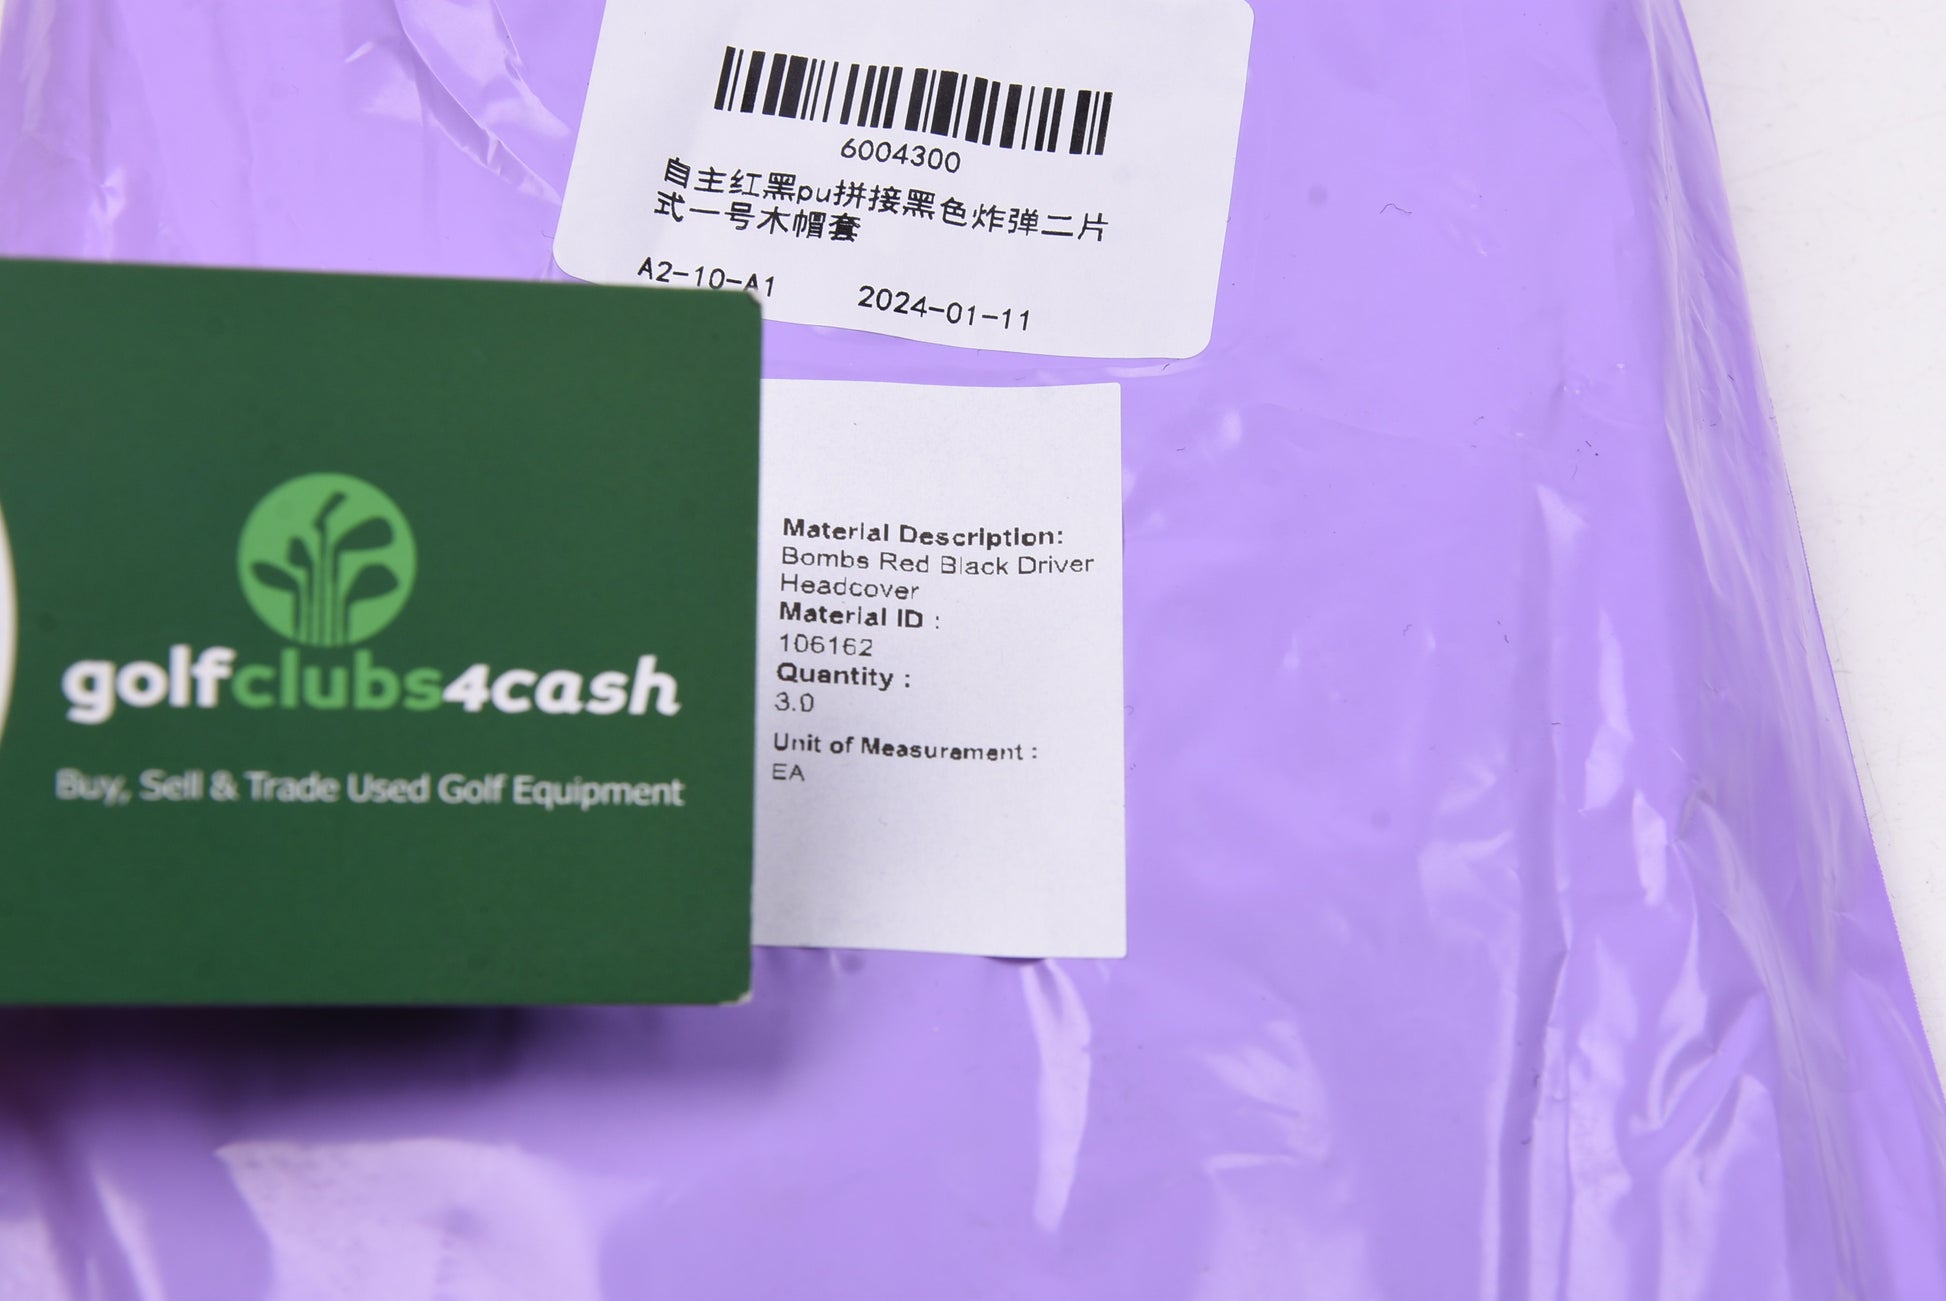 6004300
自主红黑pu拼接黑色炸弹二片
式一号木帽套
A2-10-A1 2024-01-11
golfclubs4cash
Buy, Sell & Trade Used Golf Equipment
Material Description:
Bombs Red Black Driver
Headcover
Material ID :
106162
Quantity :
3.0
Unit of Measurement :
EA